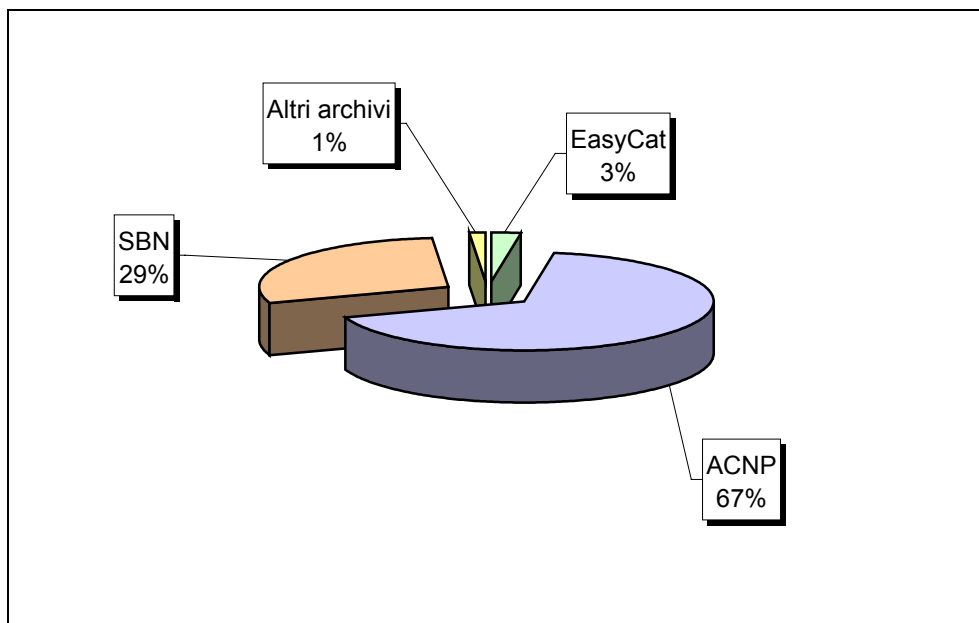 Altri archivi
1%
EasyCat
3%
SBN
29%
ACNP
67%